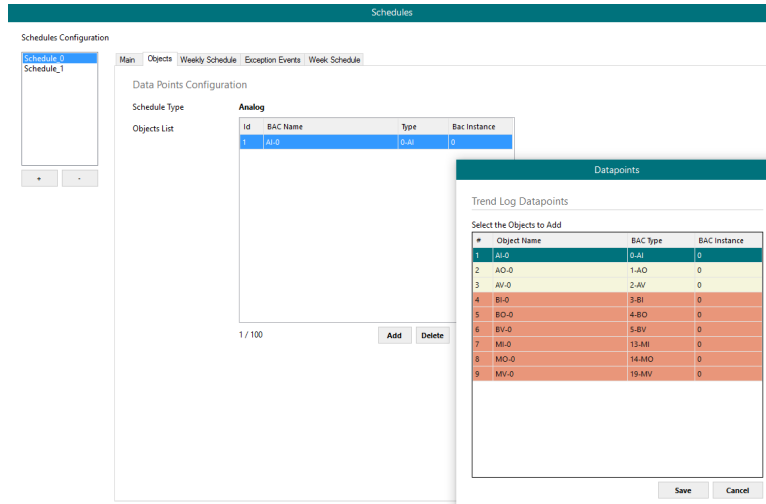 Schedules
Schedules Configuration
Schedule_0
Schedule_1
+ -
Main Objects Weekly Schedule Exception Events Week Schedule
Data Points Configuration
Schedule Type Analog
Objects List
Id BAC Name Type Bac Instance
1 AI-0 0-AI 0
1 / 100 Add Delete
Datapoints
Trend Log Datapoints
Select the Objects to Add
# Object Name BAC Type BAC Instance
1 AI-0 0-AI 0
2 AO-0 1-AO 0
3 AV-0 2-AV 0
4 BI-0 3-BI 0
5 BO-0 4-BO 0
6 BV-0 5-BV 0
7 MI-0 13-MI 0
8 MO-0 14-MO 0
9 MV-0 19-MV 0
Save Cancel